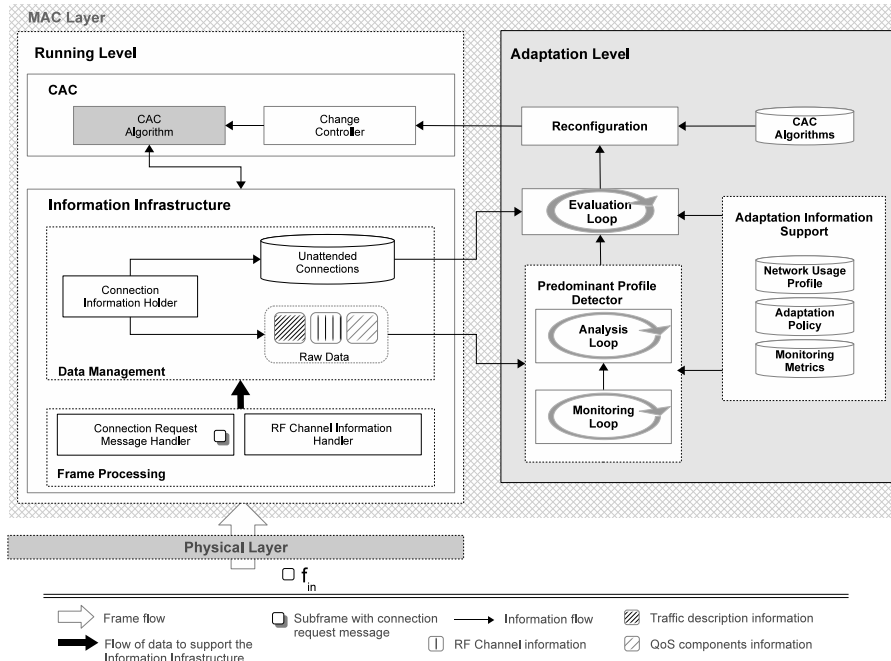 MAC Layer
Running Level
CAC
CAC
Algorithm
Change
Controller
Information Infrastructure
Unattended
Connections
Connection
Information Holder
Raw Data
Data Management
Connection Request
Message Handler
RF Channel Information
Handler
Frame Processing
Adaptation Level
Reconfiguration
CAC
Algorithms
Evaluation
Loop
Adaptation Information
Support
Network Usage
Profile
Adaptation
Policy
Monitoring
Metrics
Predominant Profile
Detector
Analysis
Loop
Monitoring
Loop
Physical Layer
f in
Frame flow
Flow of data to support the
Information Infrastructure
Subframe with connection
request message
RF Channel information
Information flow
Traffic description information
QoS components information